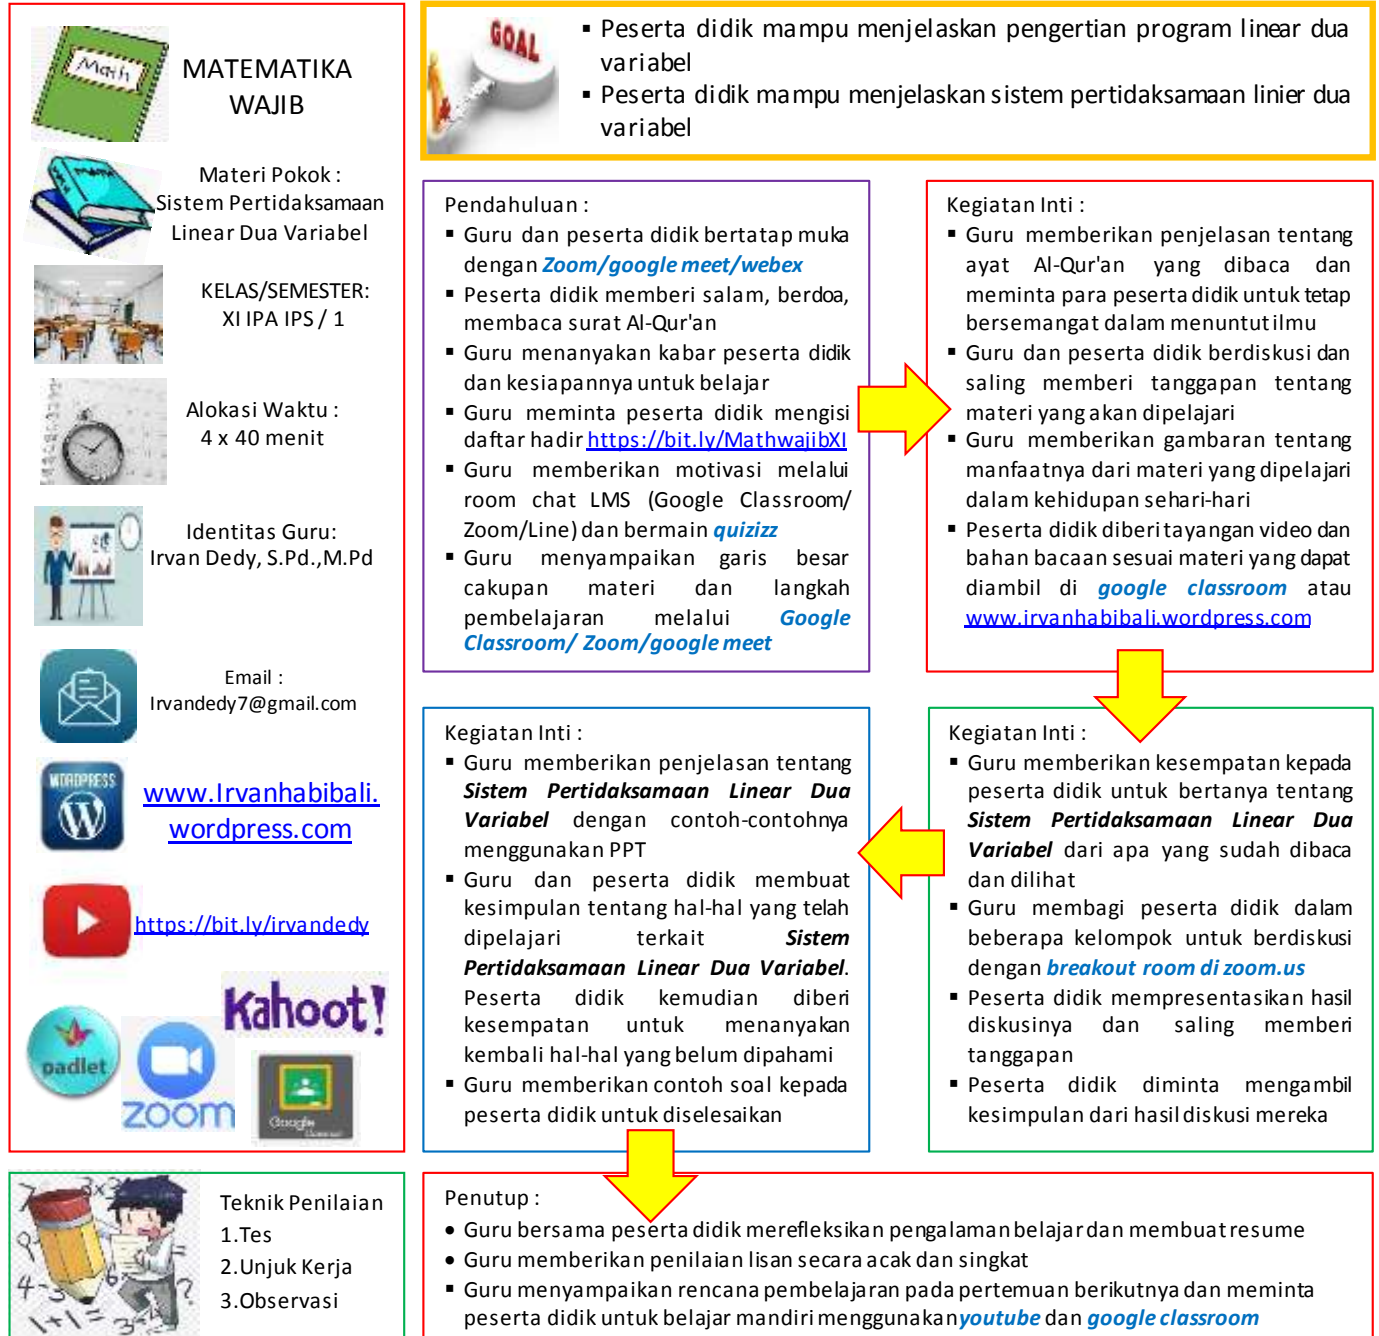 MATEMATIKA
WAJIB
Materi Pokok :
Sistem Pertidaksamaan
Linear Dua Variabel
KELAS/SEMESTER:
XI IPA IPS / 1
Alokasi Waktu :
4 x 40 menit
Identitas Guru:
Irvan Dedy, S.Pd.,M.Pd
Email :
Irvandedy7@gmail.com
WORDPRESS
www.Irvanhabibali.
wordpress.com
https://bit.ly/irvandedy
Kahoot!
padlet
zoom
Google
Math
GOAL
▪ Peserta didik mampu menjelaskan pengertian program linear dua
variabel
▪ Peserta didik mampu menjelaskan sistem pertidaksamaan linier dua
variabel
Pendahuluan :
▪ Guru dan peserta didik bertatap muka
dengan Zoom/google meet/webex
▪ Peserta didik memberi salam, berdoa,
membaca surat Al-Qur'an
▪ Guru menanyakan kabar peserta didik
dan kesiapannya untuk belajar
▪ Guru meminta peserta didik mengisi
daftar hadir https://bit.ly/MathwajibXI
▪ Guru memberikan motivasi melalui
room chat LMS (Google Classroom/
Zoom/Line) dan bermain quizizz
▪ Guru menyampaikan garis besar
cakupan materi dan langkah
pembelajaran melalui Google
Classroom/ Zoom/google meet
Kegiatan Inti :
▪ Guru memberikan penjelasan tentang
ayat Al-Qur'an yang dibaca dan
meminta para peserta didik untuk tetap
bersemangat dalam menuntut ilmu
▪ Guru dan peserta didik berdiskusi dan
saling memberi tanggapan tentang
materi yang akan dipelajari
▪ Guru memberikan gambaran tentang
manfaatnya dari materi yang dipelajari
dalam kehidupan sehari-hari
▪ Peserta didik diberi tayangan video dan
bahan bacaan sesuai materi yang dapat
diambil di google classroom atau
www.irvanhabibali.wordpress.com
Kegiatan Inti :
▪ Guru memberikan kesempatan kepada
peserta didik untuk bertanya tentang
Sistem Pertidaksamaan Linear Dua
Variabel dari apa yang sudah dibaca
dan dilihat
▪ Guru membagi peserta didik dalam
beberapa kelompok untuk berdiskusi
dengan breakout room di zoom.us
▪ Peserta didik mempresentasikan hasil
diskusinya dan saling memberi
tanggapan
▪ Peserta didik diminta mengambil
kesimpulan dari hasil diskusi mereka
Kegiatan Inti :
▪ Guru memberikan penjelasan tentang
Sistem Pertidaksamaan Linear Dua
Variabel dengan contoh-contohnya
menggunakan PPT
▪ Guru dan peserta didik membuat
kesimpulan tentang hal-hal yang telah
dipelajari terkait Sistem
Pertidaksamaan Linear Dua Variabel.
Peserta didik kemudian diberi
kesempatan untuk menanyakan
kembali hal-hal yang belum dipahami
▪ Guru memberikan contoh soal kepada
peserta didik untuk diselesaikan
Teknik Penilaian
1.Tes
2.Unjuk Kerja
3.Observasi
Penutup :
• Guru bersama peserta didik merefleksikan pengalaman belajar dan membuat resume
• Guru memberikan penilaian lisan secara acak dan singkat
▪ Guru menyampaikan rencana pembelajaran pada pertemuan berikutnya dan meminta
peserta didik untuk belajar mandiri menggunakan youtube dan google classroom